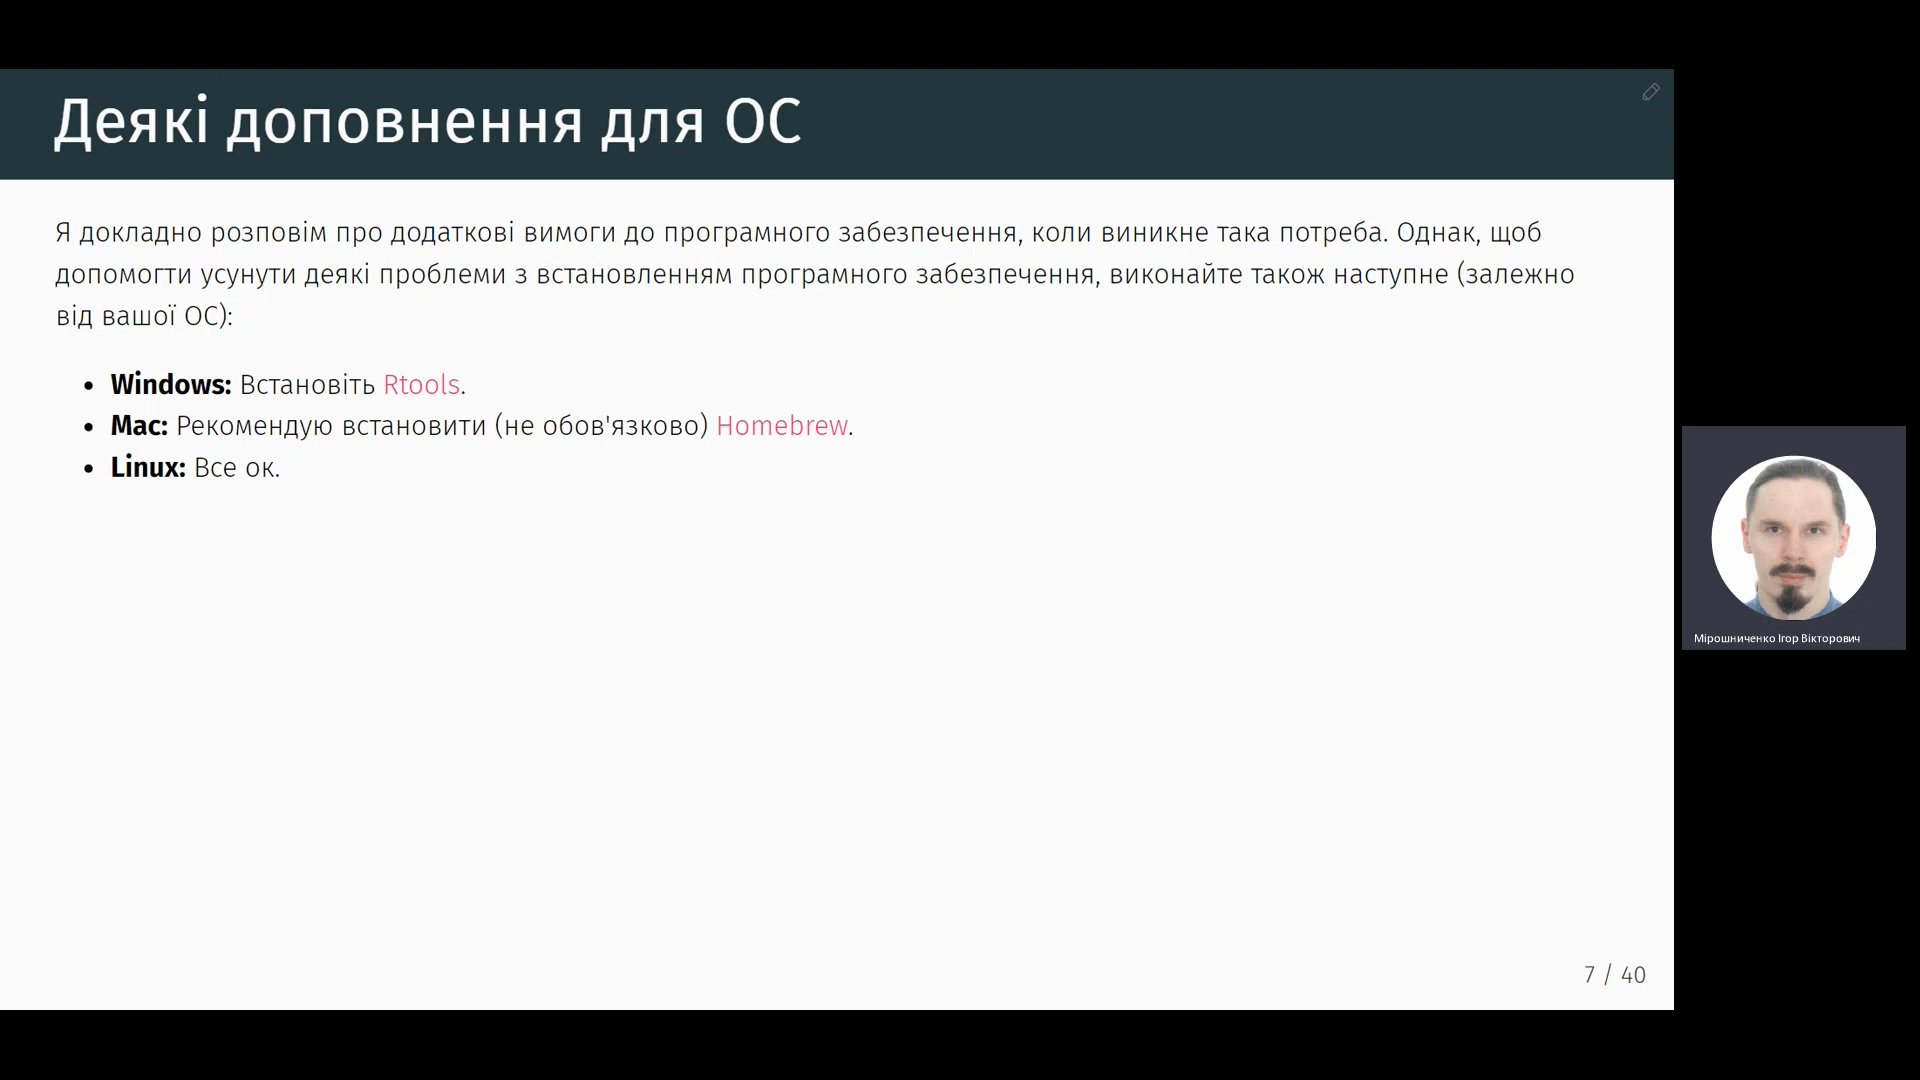 Деякі доповнення для ОС
Я докладно розповім про додаткові вимоги до програмного забезпечення, коли виникне така потреба. Однак, щоб
допомогти усунути деякі проблеми з встановленням програмного забезпечення, виконайте також наступне (залежно
від вашої ОС):
• Windows: Встановіть Rtools.
• Mac: Рекомендую встановити (не обов'язково) Homebrew.
• Linux: Все ок.
Мірошниченко Ігор Вікторович
7 / 40